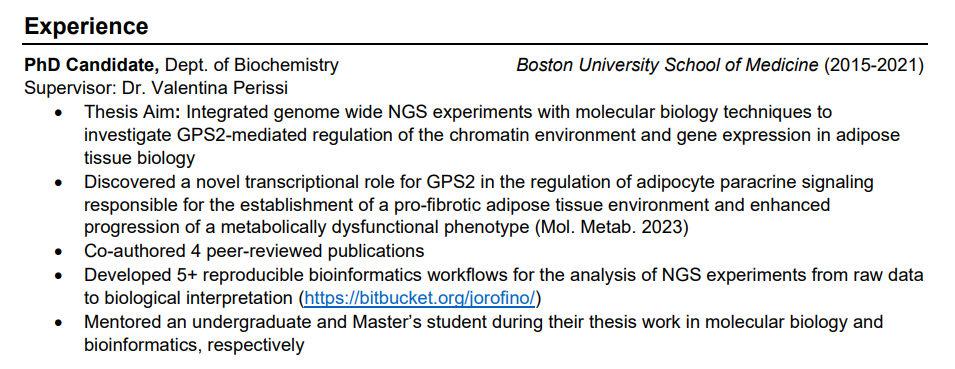 Experience
PhD Candidate, Dept. of Biochemistry Boston University School of Medicine (2015-2021)
Supervisor: Dr. Valentina Perissi
• Thesis Aim: Integrated genome wide NGS experiments with molecular biology techniques to
investigate GPS2-mediated regulation of the chromatin environment and gene expression in adipose
tissue biology
• Discovered a novel transcriptional role for GPS2 in the regulation of adipocyte paracrine signaling
responsible for the establishment of a pro-fibrotic adipose tissue environment and enhanced
progression of a metabolically dysfunctional phenotype (Mol. Metab. 2023)
• Co-authored 4 peer-reviewed publications
• Developed 5+ reproducible bioinformatics workflows for the analysis of NGS experiments from raw data
to biological interpretation (https://bitbucket.org/jorofino/)
• Mentored an undergraduate and Master’s student during their thesis work in molecular biology and
bioinformatics, respectively